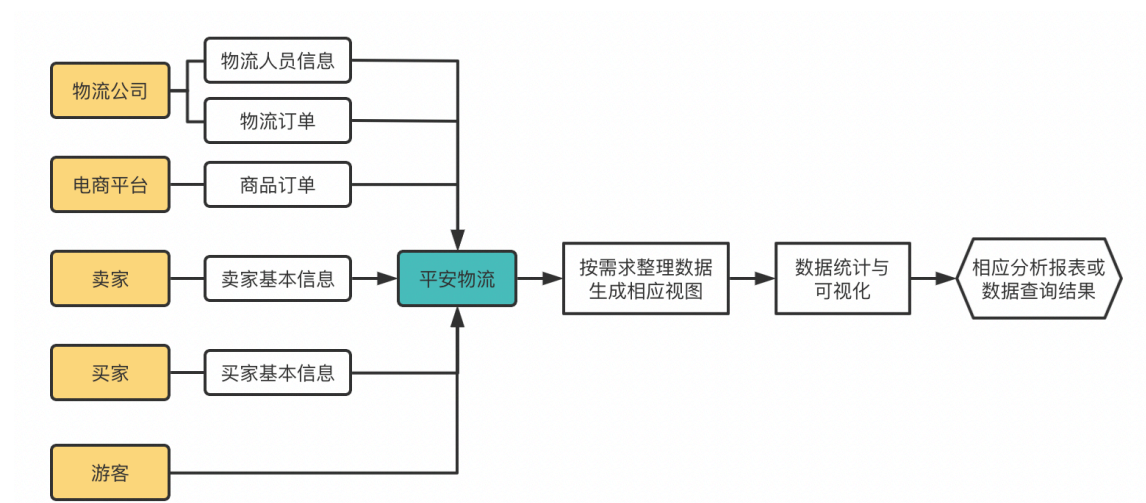 物流公司
物流人员信息
物流订单
电商平台
商品订单
卖家
卖家基本信息
平安物流
按需求整理数据
生成相应视图
数据统计与
可视化
相应分析报表或
数据查询结果
买家
买家基本信息
游客